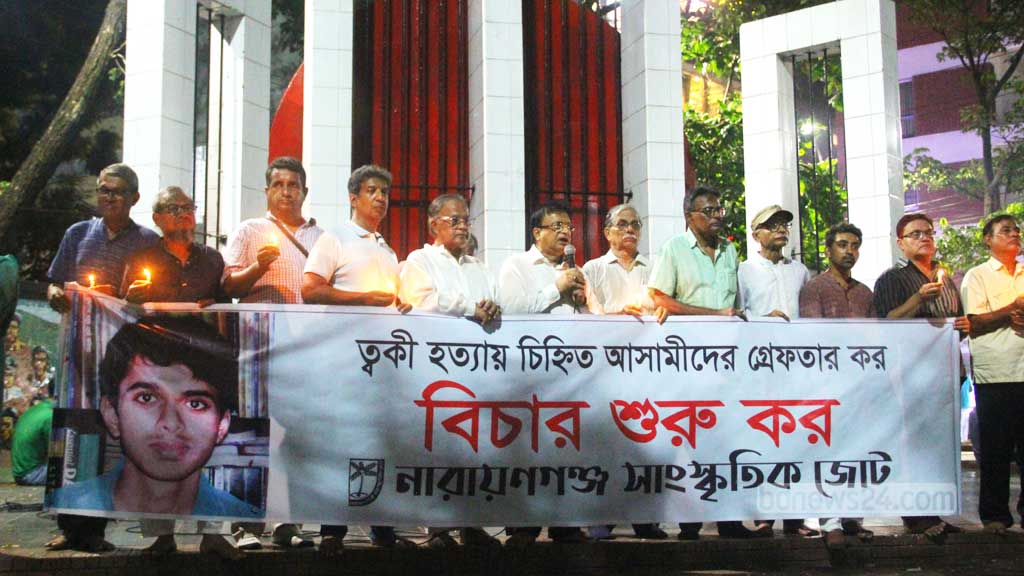 ত্বকী হত্যায় চিহ্নিত আসামীদের গ্রেফতার কর
বিচার শুরু কর
নারায়ণগঞ্জ সাংস্কৃতিক জোট
bdnews24.com